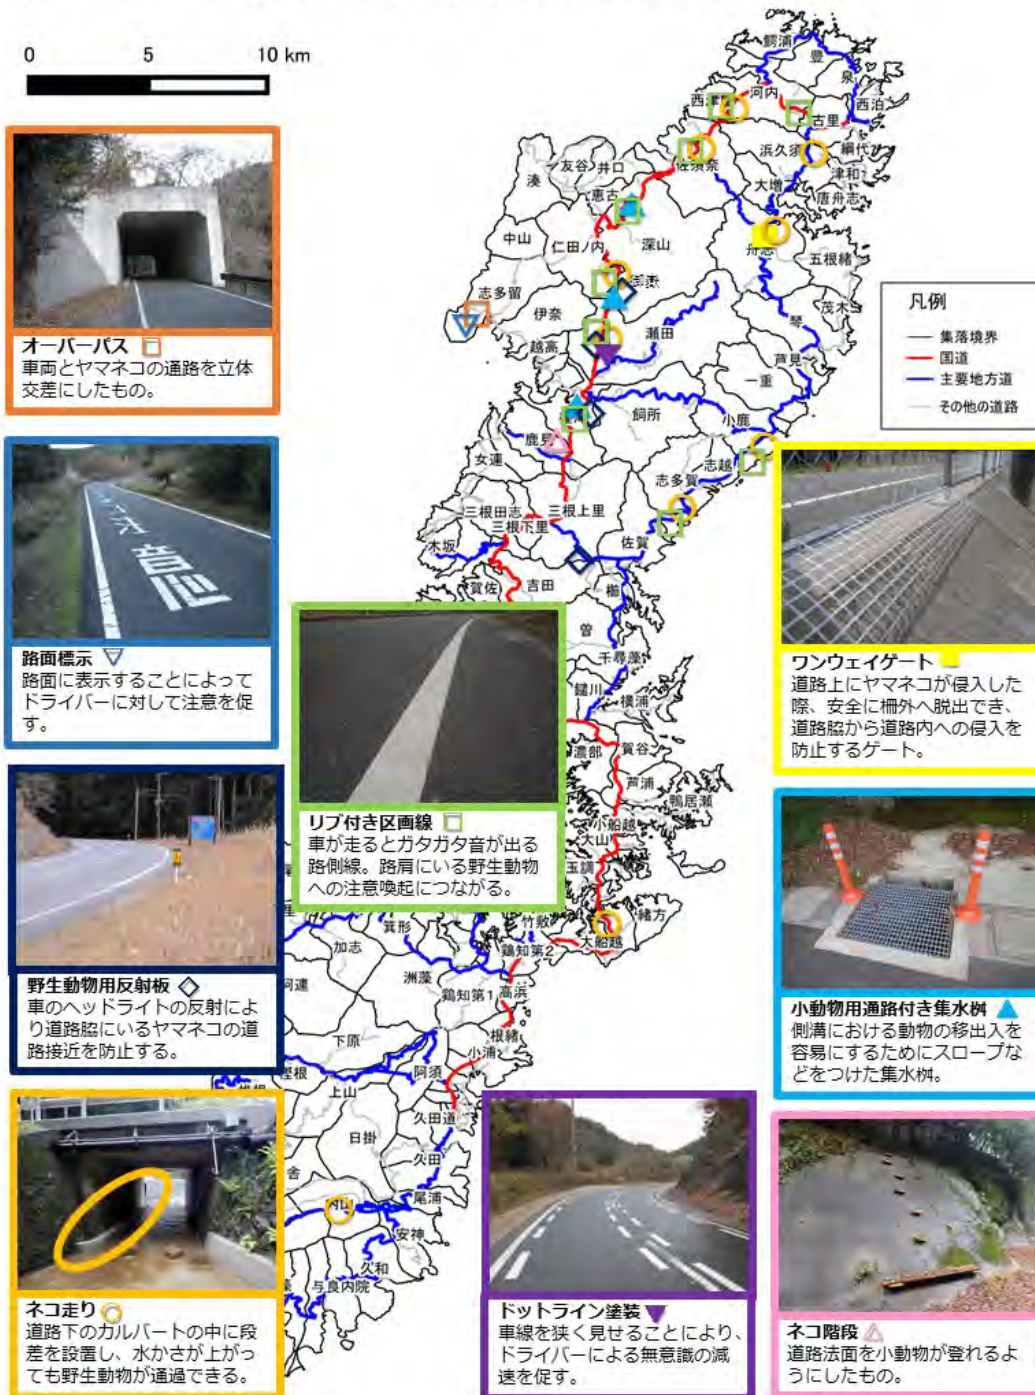 0 5 10 km
鰐浦
豊
泉
河内
西泊
西津屋
古里
浜久須
網代
津和
大増
唐舟志
佐須奈
友谷
井口
湊
恵古
中山
仁田ノ内
深山
舟志
五根緒
御嶽
茂木
志多留
伊奈
瀬田
琴
越高
芦見
一重
飼所
小鹿
鹿見
女連
志越
志多賀
三根上里
三根田志
三根下里
木坂
佐賀
賀佐
吉田
櫛
曽
千尋藻
鑓川
横浦
濃部
賀谷
芦浦
鴨居瀬
小船越
大山
玉調
緒方
大船越
竹敷
鶏知第2
箕形
加志
洲藻
阿連
鶏知第1
高浜
根緒
小浦
下原
樫根
上山
阿須
椎根
久田道
日掛
久田
舎
尾浦
内山
安神
久和
与良内院
凡例
集落境界
国道
主要地方道
その他の道路
オーバーパス
車両とヤマネコの通路を立体
交差にしたもの。
路面標示
路面に表示することによって
ドライバーに対して注意を促
す。
リブ付き区画線
車が走るとガタガタ音が出る
路側線。路肩にいる野生動物
への注意喚起につながる。
ワンウェイゲート
道路上にヤマネコが侵入した
際、安全に柵外へ脱出でき、
道路脇から道路内への侵入を
防止するゲート。
野生動物用反射板
車のヘッドライトの反射によ
り道路脇にいるヤマネコの道
路接近を防止する。
小動物用通路付き集水桝
側溝における動物の移出入を
容易にするためにスロープな
どをつけた集水桝。
ネコ走り
道路下のカルバートの中に段
差を設置し、水かさが上がっ
ても野生動物が通過できる。
ドットライン塗装
車線を狭く見せることにより、
ドライバーによる無意識の減
速を促す。
ネコ階段
道路法面を小動物が登れるよ
うにしたもの。